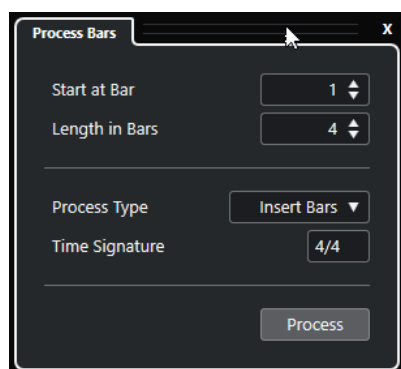 Process Bars X
Start at Bar 1
Length in Bars 4
Process Type Insert Bars
Time Signature 4/4
Process